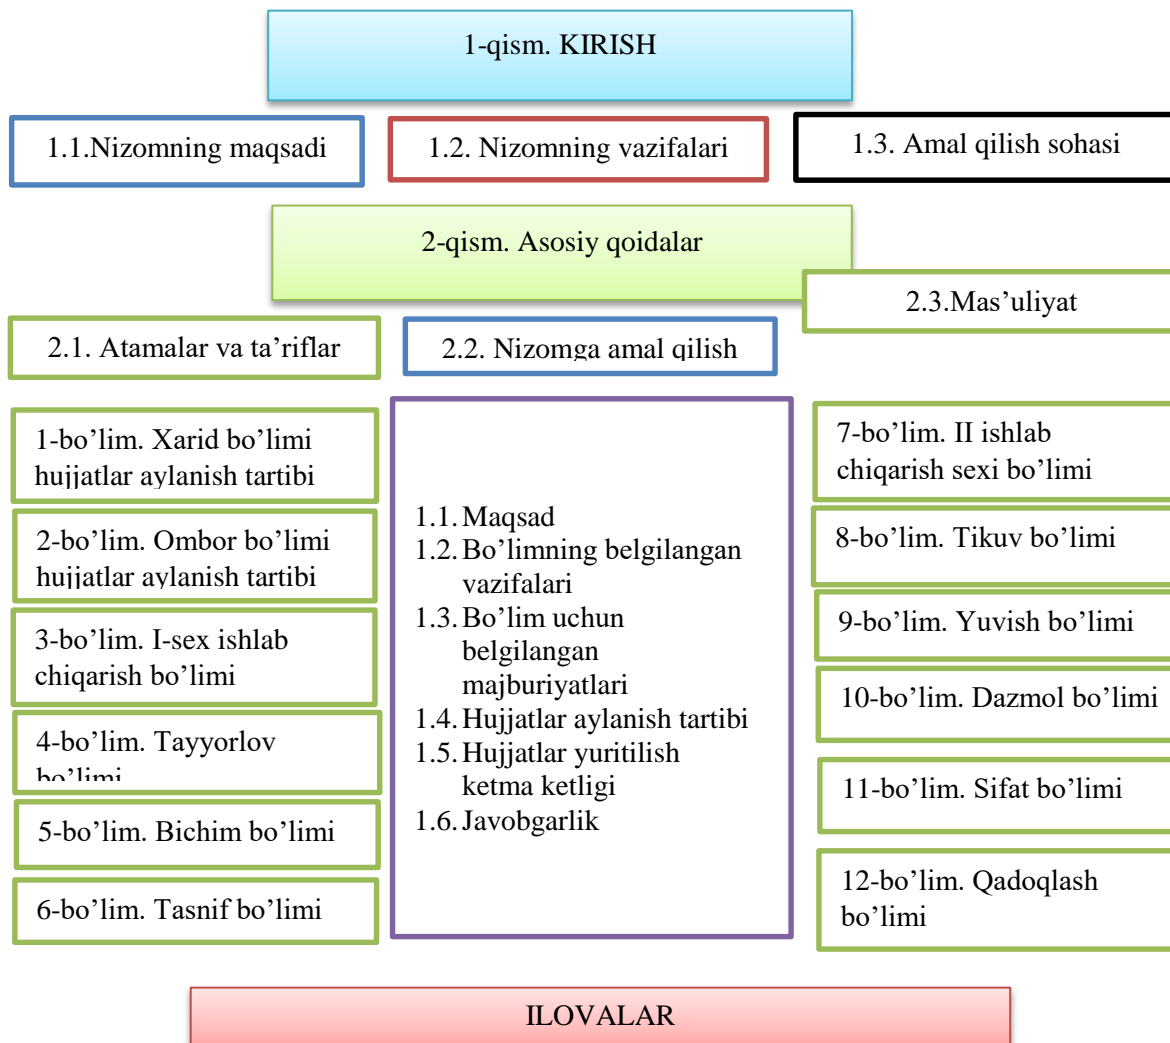 1-qism. KIRISH
1.1.Nizomning maqsadi
1.2. Nizomning vazifalari
1.3. Amal qilish sohasi
2-qism. Asosiy qoidalar
2.3.Mas’uliyat
2.1. Atamalar va ta’riflar
2.2. Nizomga amal qilish
1-bo’lim. Xarid bo’limi
hujjatlar aylanish tartibi
2-bo’lim. Ombor bo’limi
hujjatlar aylanish tartibi
3-bo’lim. I-sex ishlab
chiqarish bo’limi
4-bo’lim. Tayyorlov
bo’limi
5-bo’lim. Bichim bo’limi
6-bo’lim. Tasnif bo’limi
1.1. Maqsad
1.2. Bo’limning belgilangan
vazifalari
1.3. Bo’lim uchun
belgilangan
majburiyatlari
1.4. Hujjatlar aylanish tartibi
1.5. Hujjatlar yuritilish
ketma ketligi
1.6. Javobgarlik
7-bo’lim. II ishlab
chiqarish sexi bo’limi
8-bo’lim. Tikuv bo’limi
9-bo’lim. Yuvish bo’limi
10-bo’lim. Dazmol bo’limi
11-bo’lim. Sifat bo’limi
12-bo’lim. Qadoqlash
bo’limi
ILOVALAR